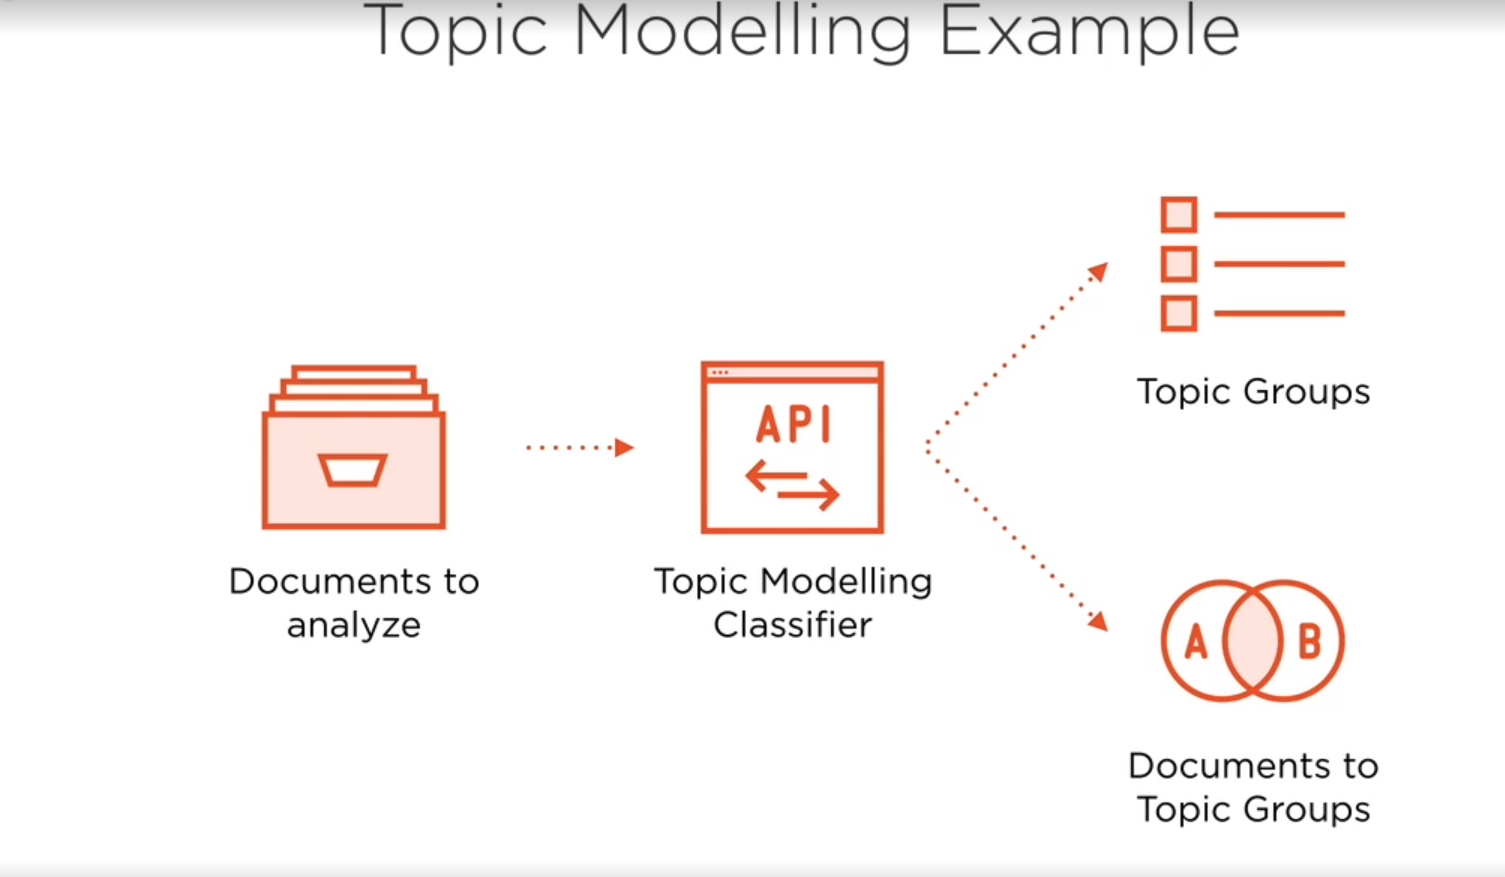 Topic Modelling Example
Documents to
analyze
API
Topic Modelling
Classifier
Topic Groups
A
B
Documents to
Topic Groups